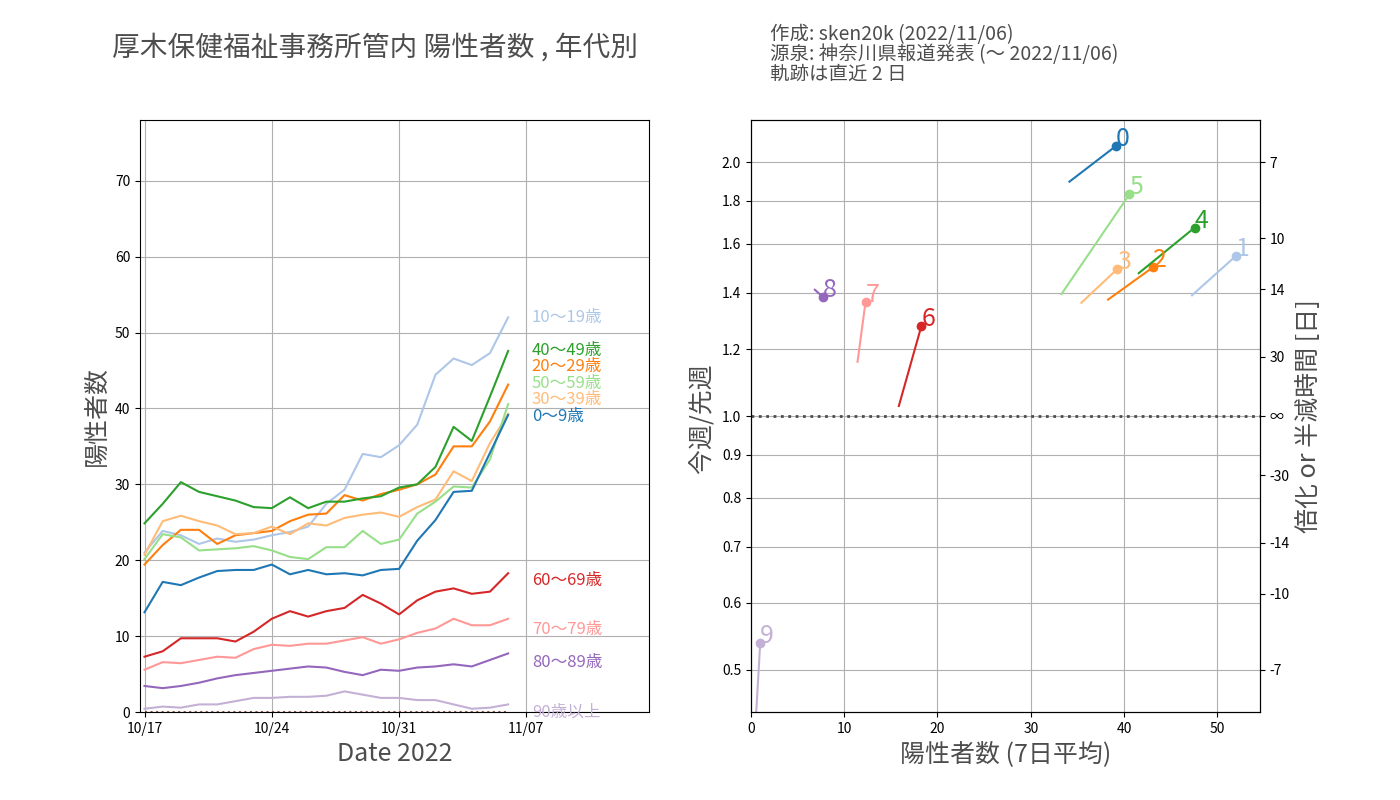 厚木保健福祉事務所管内 陽性者数 , 年代別
作成: sken20k (2022/11/06)
源泉: 神奈川県報道発表 (〜 2022/11/06)
軌跡は直近 2 日
陽性者数
70
60
50
40
30
20
10
0
10/17
10/24
10/31
11/07
Date 2022
10〜19歳
40〜49歳
20〜29歳
50〜59歳
30〜39歳
0〜9歳
60〜69歳
70〜79歳
80〜89歳
90歳以上
今週/先週
2.0
1.8
1.6
1.4
1.2
1.0
0.9
0.8
0.7
0.6
0.5
0
5
4
1
3
2
8
7
6
9
0
10
20
30
40
50
陽性者数 (7日平均)
7
10
14
30
∞
-30
-14
-10
-7
倍化 or 半減時間 [日]